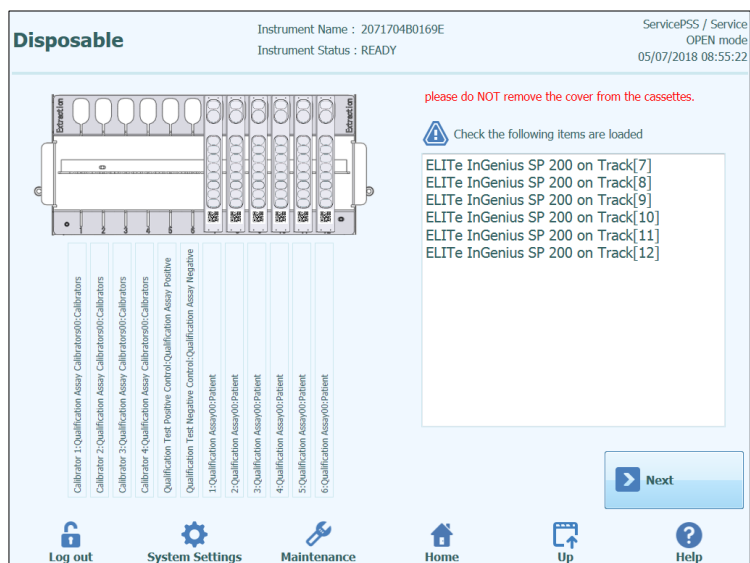 Disposable
Instrument Name : 2071704B0169E
Instrument Status : READY
ServicePSS / Service
OPEN mode
05/07/2018 08:55:22
Extraction
Extraction
1 2 3 4 5 6
Calibrator 1:Qualification Assay Calibrators00:Calibrators
Calibrator 2:Qualification Assay Calibrators00:Calibrators
Calibrator 3:Qualification Assay Calibrators00:Calibrators
Calibrator 4:Qualification Assay Calibrators00:Calibrators
Qualification Test Positive Control:Qualification Assay Positive
Qualification Test Negative Control:Qualification Assay Negative
1:Qualification Assay00:Patient
2:Qualification Assay00:Patient
3:Qualification Assay00:Patient
4:Qualification Assay00:Patient
5:Qualification Assay00:Patient
6:Qualification Assay00:Patient
please do NOT remove the cover from the cassettes.
Check the following items are loaded
ELITe InGenius SP 200 on Track[7]
ELITe InGenius SP 200 on Track[8]
ELITe InGenius SP 200 on Track[9]
ELITe InGenius SP 200 on Track[10]
ELITe InGenius SP 200 on Track[11]
ELITe InGenius SP 200 on Track[12]
Next
Log out
System Settings
Maintenance
Home
Up
Help